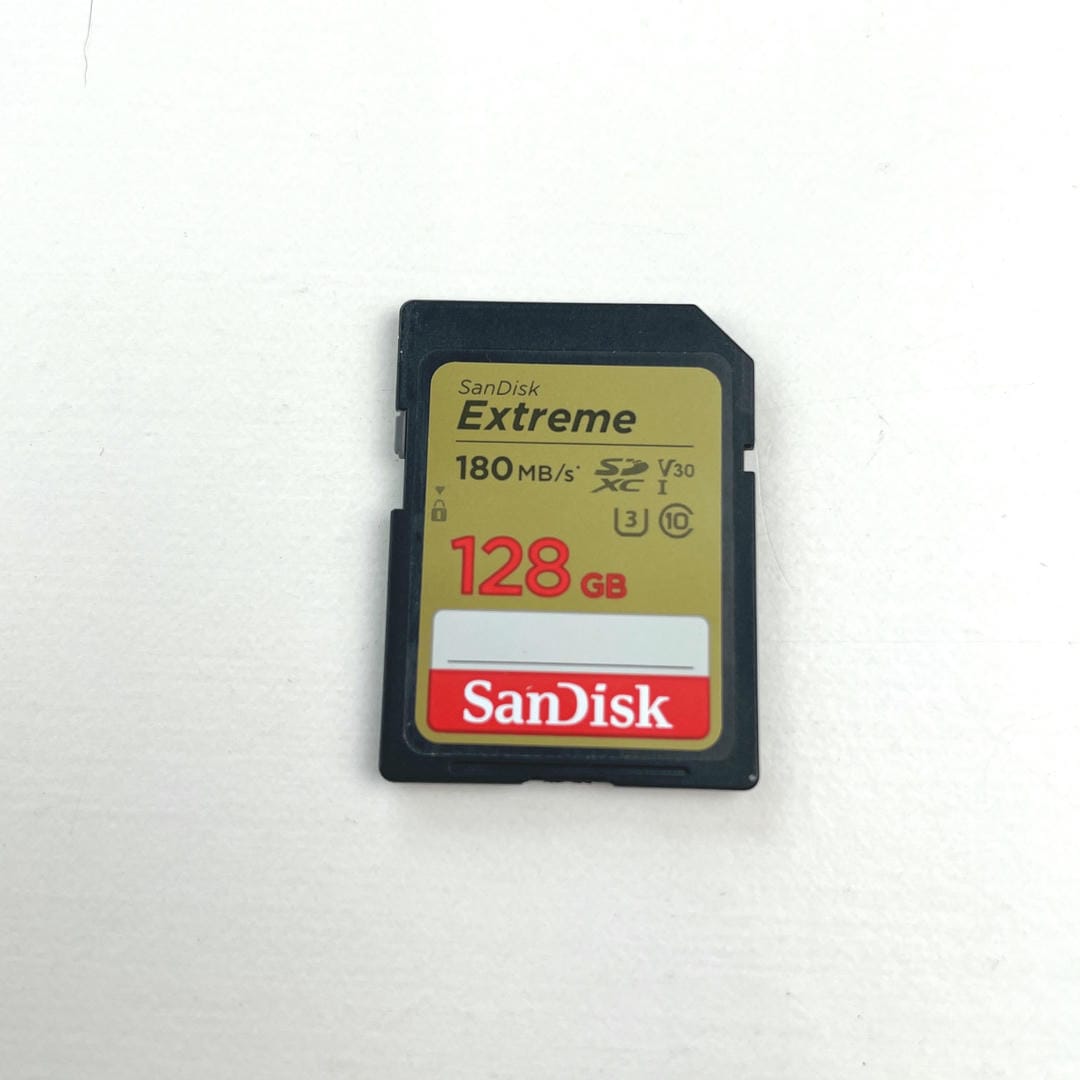 SanDisk
Extreme
180 MB/s*
SD XC V30 I
3 10
128 GB
SanDisk